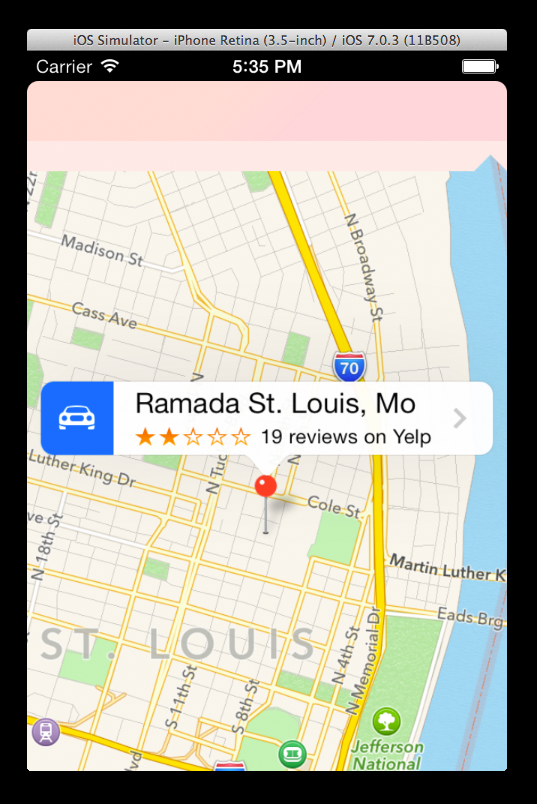 iOS Simulator – iPhone Retina (3.5-inch) / iOS 7.0.3 (11B508)
Carrier 5:35 PM
N Broadway St
Madison St
Cass Ave
70
Ramada St. Louis, Mo
19 reviews on Yelp
Luther King Dr
N Tuc
N
Cole St
N 18th St
Martin Luther K
Eads Brg
ST. LOUIS
N 4th St
N Memorial Dr
S 11th St
S 8th St
Jefferson
National